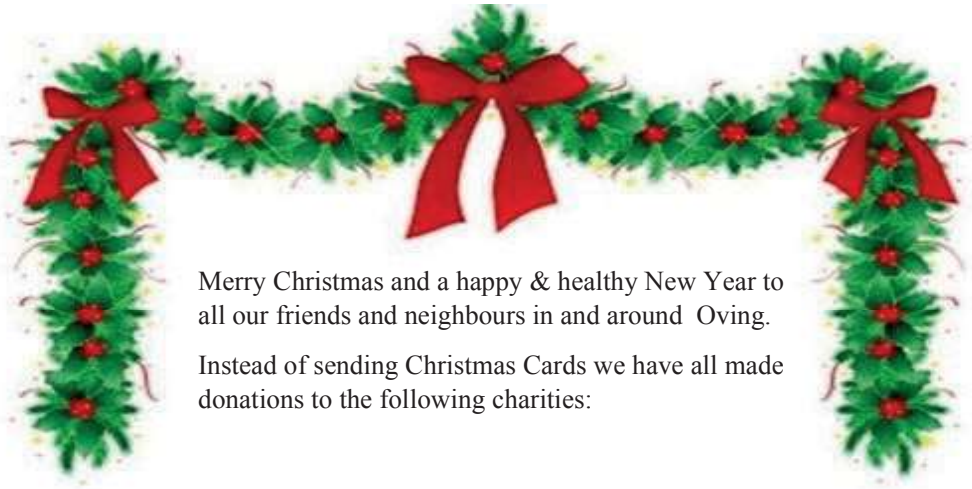 Merry Christmas and a happy & healthy New Year to
all our friends and neighbours in and around Oving.
Instead of sending Christmas Cards we have all made
donations to the following charities: